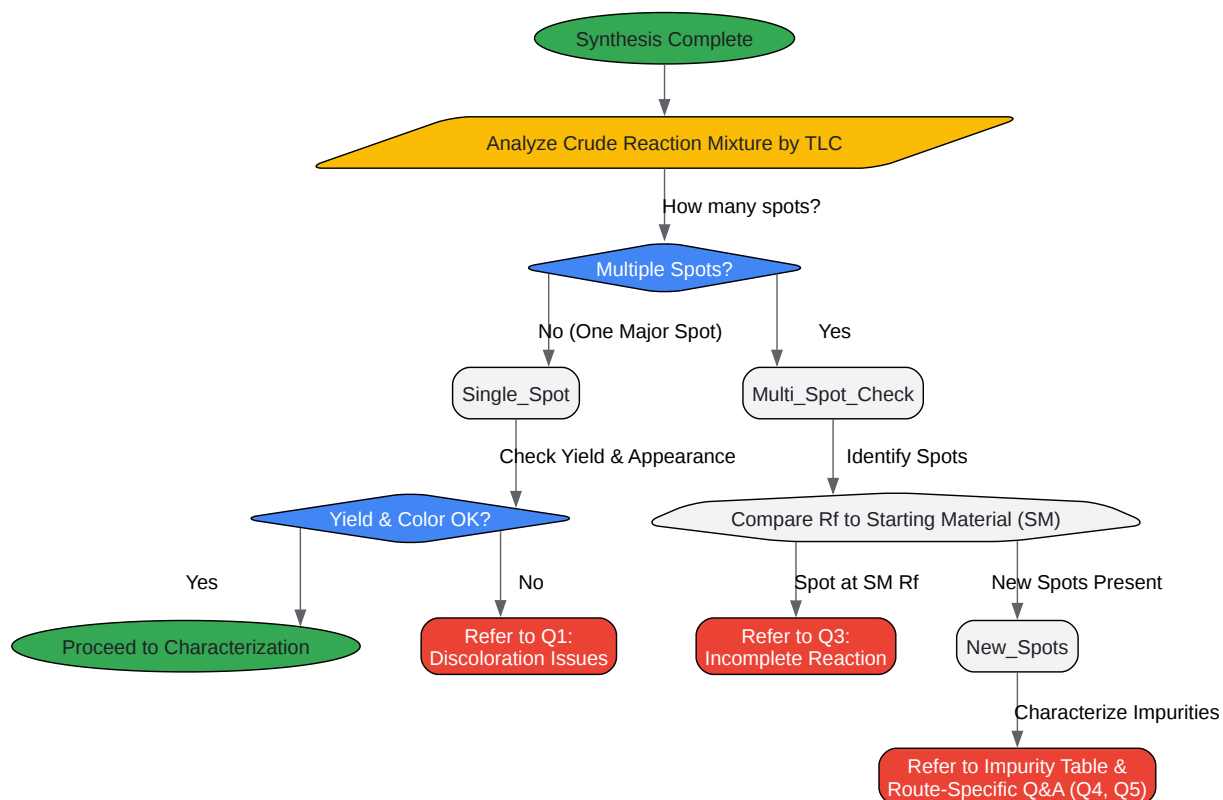 Synthesis Complete
Analyze Crude Reaction Mixture by TLC
How many spots?
Multiple Spots?
No (One Major Spot)
Yes
Single_Spot
Multi_Spot_Check
Check Yield & Appearance
Identify Spots
Yield & Color OK?
Compare Rf to Starting Material (SM)
Yes
No
Spot at SM Rf
New Spots Present
Proceed to Characterization
Refer to Q1:
Discoloration Issues
Refer to Q3:
Incomplete Reaction
New_Spots
Characterize Impurities
Refer to Impurity Table &
Route-Specific Q&A (Q4, Q5)